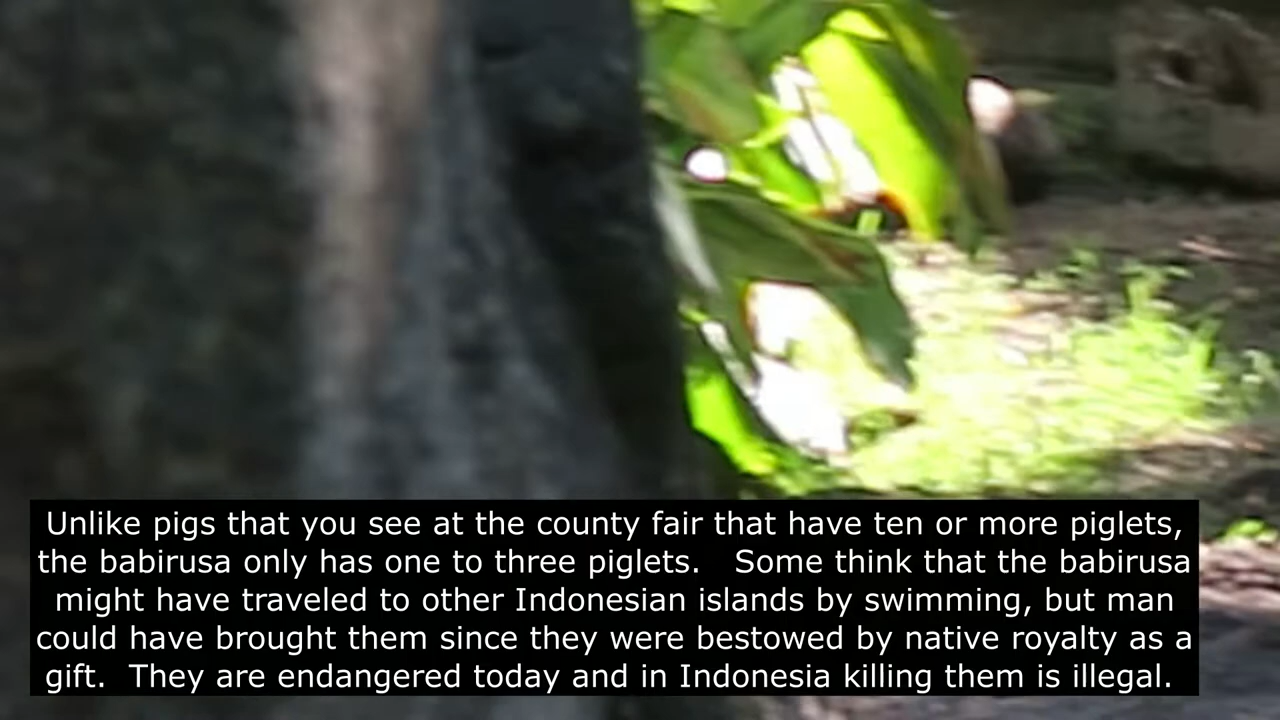 Unlike pigs that you see at the county fair that have ten or more piglets,
the babirusa only has one to three piglets.   Some think that the babirusa
might have traveled to other Indonesian islands by swimming, but man
could have brought them since they were bestowed by native royalty as a
gift.  They are endangered today and in Indonesia killing them is illegal.